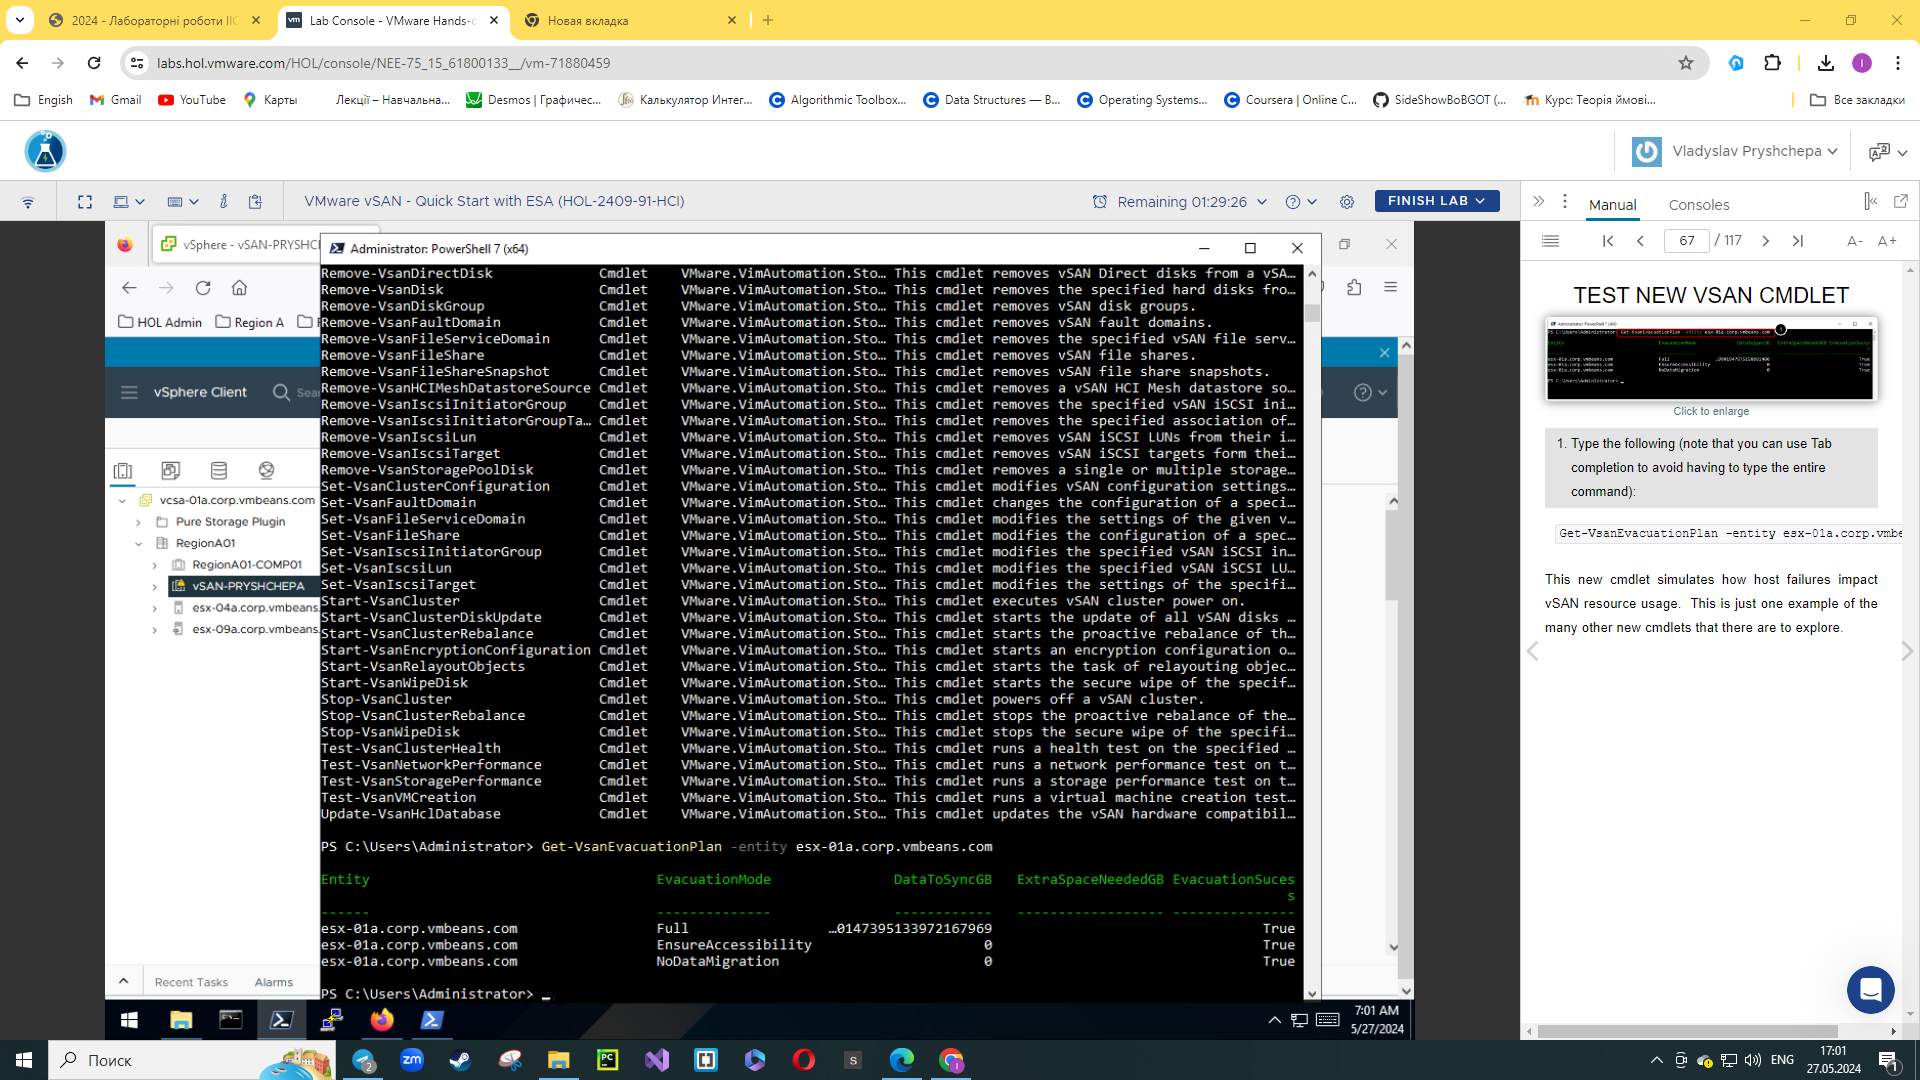 2024 - Лабораторні роботи ІІС
Lab Console - VMware Hands-o
Новая вкладка
labs.hol.vmware.com/HOL/console/NEE-75_15_61800133__/vm-71880459
Engish
Gmail
YouTube
Карты
Лекції – Навчальна...
Desmos | Графичес...
Калькулятор Интег...
Algorithmic Toolbox...
Data Structures — B...
Operating Systems...
Coursera | Online C...
SideShowBoBGOT (...
Курс: Теорія ймові...
Все закладки
Vladyslav Pryshchepa
VMware vSAN - Quick Start with ESA (HOL-2409-91-HCI)
Remaining 01:29:26
FINISH LAB
Manual
Consoles
67 / 117
A- A+
vSphere - vSAN-PRYSHCH
HOL Admin
Region A
vSphere Client
Sear
vcsa-01a.corp.vmbeans.com
Pure Storage Plugin
RegionA01
RegionA01-COMP01
vSAN-PRYSHCHEPA
esx-04a.corp.vmbeans.
esx-09a.corp.vmbeans.
Recent Tasks
Alarms
Administrator: PowerShell 7 (x64)
Remove-VsanDirectDisk Cmdlet VMware.VimAutomation.Sto… This cmdlet removes vSAN Direct disks from a vSA…
Remove-VsanDisk Cmdlet VMware.VimAutomation.Sto… This cmdlet removes the specified hard disks fro…
Remove-VsanDiskGroup Cmdlet VMware.VimAutomation.Sto… This cmdlet removes vSAN disk groups.
Remove-VsanFaultDomain Cmdlet VMware.VimAutomation.Sto… This cmdlet removes vSAN fault domains.
Remove-VsanFileServiceDomain Cmdlet VMware.VimAutomation.Sto… This cmdlet removes the specified vSAN file serv…
Remove-VsanFileShare Cmdlet VMware.VimAutomation.Sto… This cmdlet removes vSAN file shares.
Remove-VsanFileShareSnapshot Cmdlet VMware.VimAutomation.Sto… This cmdlet removes vSAN file share snapshots.
Remove-VsanHCIMeshDatastoreSource Cmdlet VMware.VimAutomation.Sto… This cmdlet removes a vSAN HCI Mesh datastore so…
Remove-VsanIscsiInitiatorGroup Cmdlet VMware.VimAutomation.Sto… This cmdlet removes the specified vSAN iSCSI ini…
Remove-VsanIscsiInitiatorGroupTa… Cmdlet VMware.VimAutomation.Sto… This cmdlet removes the specified association of…
Remove-VsanIscsiLun Cmdlet VMware.VimAutomation.Sto… This cmdlet removes vSAN iSCSI LUNs from their i…
Remove-VsanIscsiTarget Cmdlet VMware.VimAutomation.Sto… This cmdlet removes vSAN iSCSI targets form thei…
Remove-VsanStoragePoolDisk Cmdlet VMware.VimAutomation.Sto… This cmdlet removes a single or multiple storage…
Set-VsanClusterConfiguration Cmdlet VMware.VimAutomation.Sto… This cmdlet modifies vSAN configuration settings…
Set-VsanFaultDomain Cmdlet VMware.VimAutomation.Sto… This cmdlet changes the configuration of a speci…
Set-VsanFileServiceDomain Cmdlet VMware.VimAutomation.Sto… This cmdlet modifies the settings of the given v…
Set-VsanFileShare Cmdlet VMware.VimAutomation.Sto… This cmdlet modifies the configuration of a spec…
Set-VsanIscsiInitiatorGroup Cmdlet VMware.VimAutomation.Sto… This cmdlet modifies the specified vSAN iSCSI in…
Set-VsanIscsiLun Cmdlet VMware.VimAutomation.Sto… This cmdlet modifies the specified vSAN iSCSI LU…
Set-VsanIscsiTarget Cmdlet VMware.VimAutomation.Sto… This cmdlet modifies the settings of the specifi…
Start-VsanCluster Cmdlet VMware.VimAutomation.Sto… This cmdlet executes vSAN cluster power on.
Start-VsanClusterDiskUpdate Cmdlet VMware.VimAutomation.Sto… This cmdlet starts the update of all vSAN disks …
Start-VsanClusterRebalance Cmdlet VMware.VimAutomation.Sto… This cmdlet starts the proactive rebalance of th…
Start-VsanEncryptionConfiguration Cmdlet VMware.VimAutomation.Sto… This cmdlet starts an encryption configuration o…
Start-VsanRelayoutObjects Cmdlet VMware.VimAutomation.Sto… This cmdlet starts the task of relayouting objec…
Start-VsanWipeDisk Cmdlet VMware.VimAutomation.Sto… This cmdlet starts the secure wipe of the specif…
Stop-VsanCluster Cmdlet VMware.VimAutomation.Sto… This cmdlet powers off a vSAN cluster.
Stop-VsanClusterRebalance Cmdlet VMware.VimAutomation.Sto… This cmdlet stops the proactive rebalance of the…
Stop-VsanWipeDisk Cmdlet VMware.VimAutomation.Sto… This cmdlet stops the secure wipe of the specifi…
Test-VsanClusterHealth Cmdlet VMware.VimAutomation.Sto… This cmdlet runs a health test on the specified …
Test-VsanNetworkPerformance Cmdlet VMware.VimAutomation.Sto… This cmdlet runs a network performance test on t…
Test-VsanStoragePerformance Cmdlet VMware.VimAutomation.Sto… This cmdlet runs a storage performance test on t…
Test-VsanVMCreation Cmdlet VMware.VimAutomation.Sto… This cmdlet runs a virtual machine creation test…
Update-VsanHclDatabase Cmdlet VMware.VimAutomation.Sto… This cmdlet updates the vSAN hardware compatibil…
PS C:\Users\Administrator> Get-VsanEvacuationPlan -entity esx-01a.corp.vmbeans.com
Entity EvacuationMode DataToSyncGB ExtraSpaceNeededGB EvacuationSuces
s
------ -------------- ------------ ------------------ ---------------
esx-01a.corp.vmbeans.com Full …0147395133972167969 True
esx-01a.corp.vmbeans.com EnsureAccessibility 0 True
esx-01a.corp.vmbeans.com NoDataMigration 0 True
PS C:\Users\Administrator> _
7:01 AM
5/27/2024
TEST NEW VSAN CMDLET
Click to enlarge
1. Type the following (note that you can use Tab
completion to avoid having to type the entire
command):
Get-VsanEvacuationPlan -entity esx-01a.corp.vmbe
This new cmdlet simulates how host failures impact
vSAN resource usage. This is just one example of the
many other new cmdlets that there are to explore.
Поиск
ENG
17:01
27.05.2024